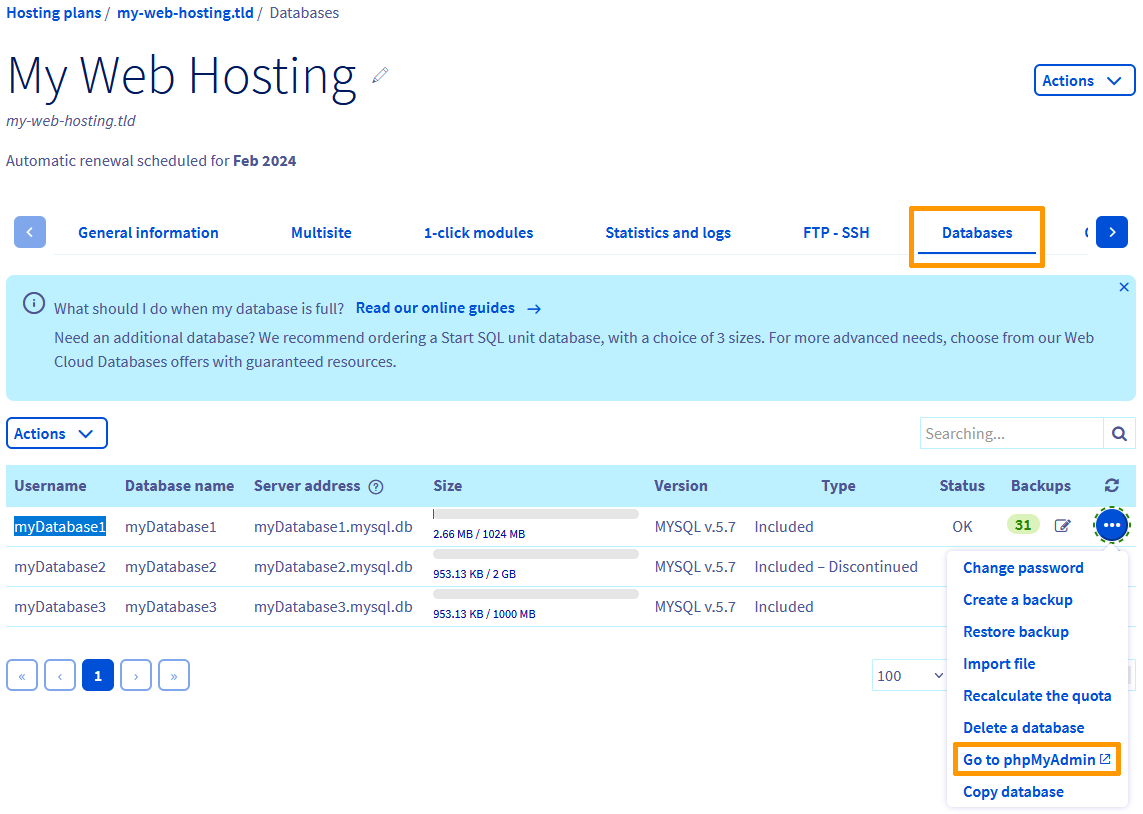 Hosting plans / my-web-hosting.tld / Databases
My Web Hosting
Actions
my-web-hosting.tld
Automatic renewal scheduled for Feb 2024
General information Multisite 1-click modules Statistics and logs FTP - SSH Databases
What should I do when my database is full? Read our online guides →
Need an additional database? We recommend ordering a Start SQL unit database, with a choice of 3 sizes. For more advanced needs, choose from our Web
Cloud Databases offers with guaranteed resources.
Actions
Searching...
Username Database name Server address Size Version Type Status Backups
myDatabase1 myDatabase1 myDatabase1.mysql.db 2.66 MB / 1024 MB MYSQL v.5.7 Included OK 31
myDatabase2 myDatabase2 myDatabase2.mysql.db 953.13 KB / 2 GB MYSQL v.5.7 Included – Discontinued
myDatabase3 myDatabase3 myDatabase3.mysql.db 953.13 KB / 1000 MB MYSQL v.5.7 Included
Change password
Create a backup
Restore backup
Import file
Recalculate the quota
Delete a database
Go to phpMyAdmin
Copy database
« ‹ 1 › »
100